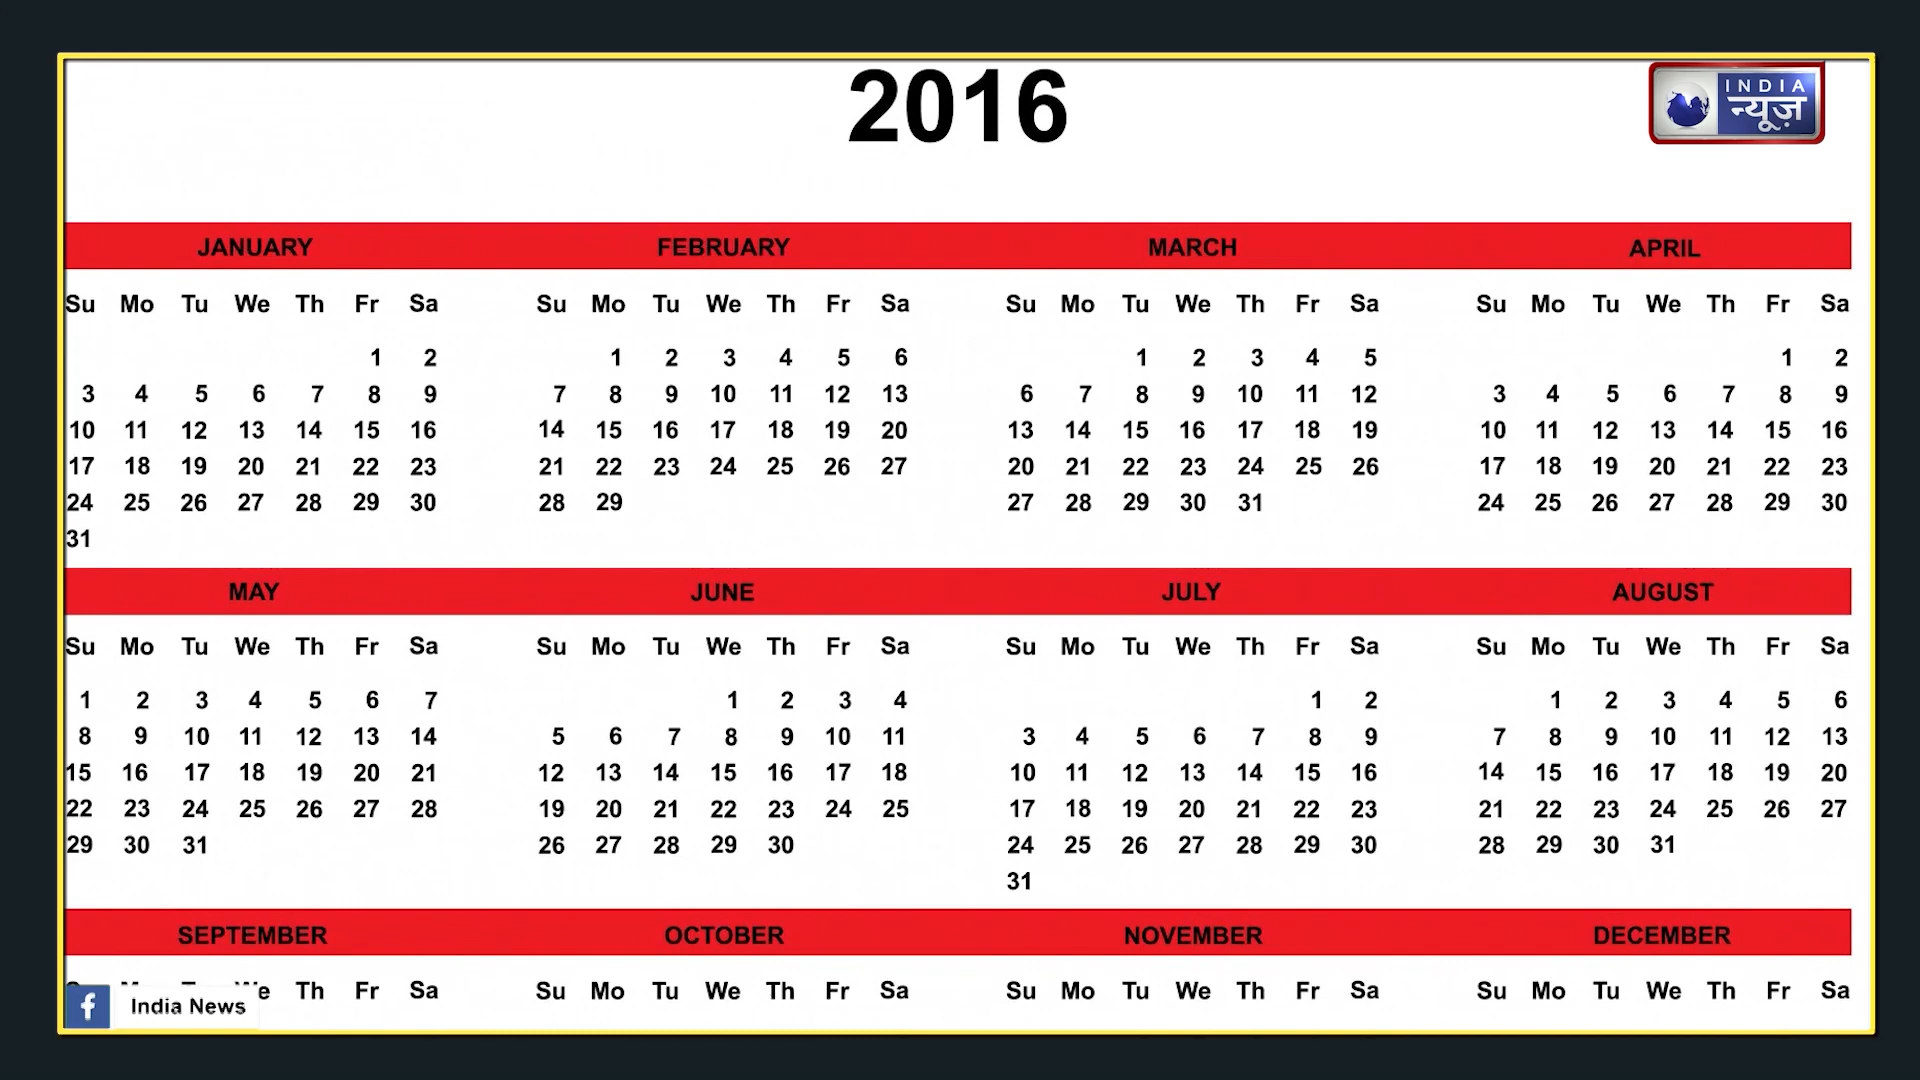 2016
INDIA
न्यूज़
JANUARY FEBRUARY MARCH APRIL
Su Mo Tu We Th Fr Sa Su Mo Tu We Th Fr Sa Su Mo Tu We Th Fr Sa Su Mo Tu We Th Fr Sa
1 2 1 2 3 4 5 6 1 2 3 4 5 1 2
3 4 5 6 7 8 9 7 8 9 10 11 12 13 6 7 8 9 10 11 12 3 4 5 6 7 8 9
10 11 12 13 14 15 16 14 15 16 17 18 19 20 13 14 15 16 17 18 19 10 11 12 13 14 15 16
17 18 19 20 21 22 23 21 22 23 24 25 26 27 20 21 22 23 24 25 26 17 18 19 20 21 22 23
24 25 26 27 28 29 30 28 29 27 28 29 30 31 24 25 26 27 28 29 30
31
MAY JUNE JULY AUGUST
Su Mo Tu We Th Fr Sa Su Mo Tu We Th Fr Sa Su Mo Tu We Th Fr Sa Su Mo Tu We Th Fr Sa
1 2 3 4 5 6 7 1 2 3 4 1 2 1 2 3 4 5 6
8 9 10 11 12 13 14 5 6 7 8 9 10 11 3 4 5 6 7 8 9 7 8 9 10 11 12 13
15 16 17 18 19 20 21 12 13 14 15 16 17 18 10 11 12 13 14 15 16 14 15 16 17 18 19 20
22 23 24 25 26 27 28 19 20 21 22 23 24 25 17 18 19 20 21 22 23 21 22 23 24 25 26 27
29 30 31 26 27 28 29 30 24 25 26 27 28 29 30 28 29 30 31
31
SEPTEMBER OCTOBER NOVEMBER DECEMBER
Th Fr Sa Su Mo Tu We Th Fr Sa Su Mo Tu We Th Fr Sa Su Mo Tu We Th Fr Sa
f India News